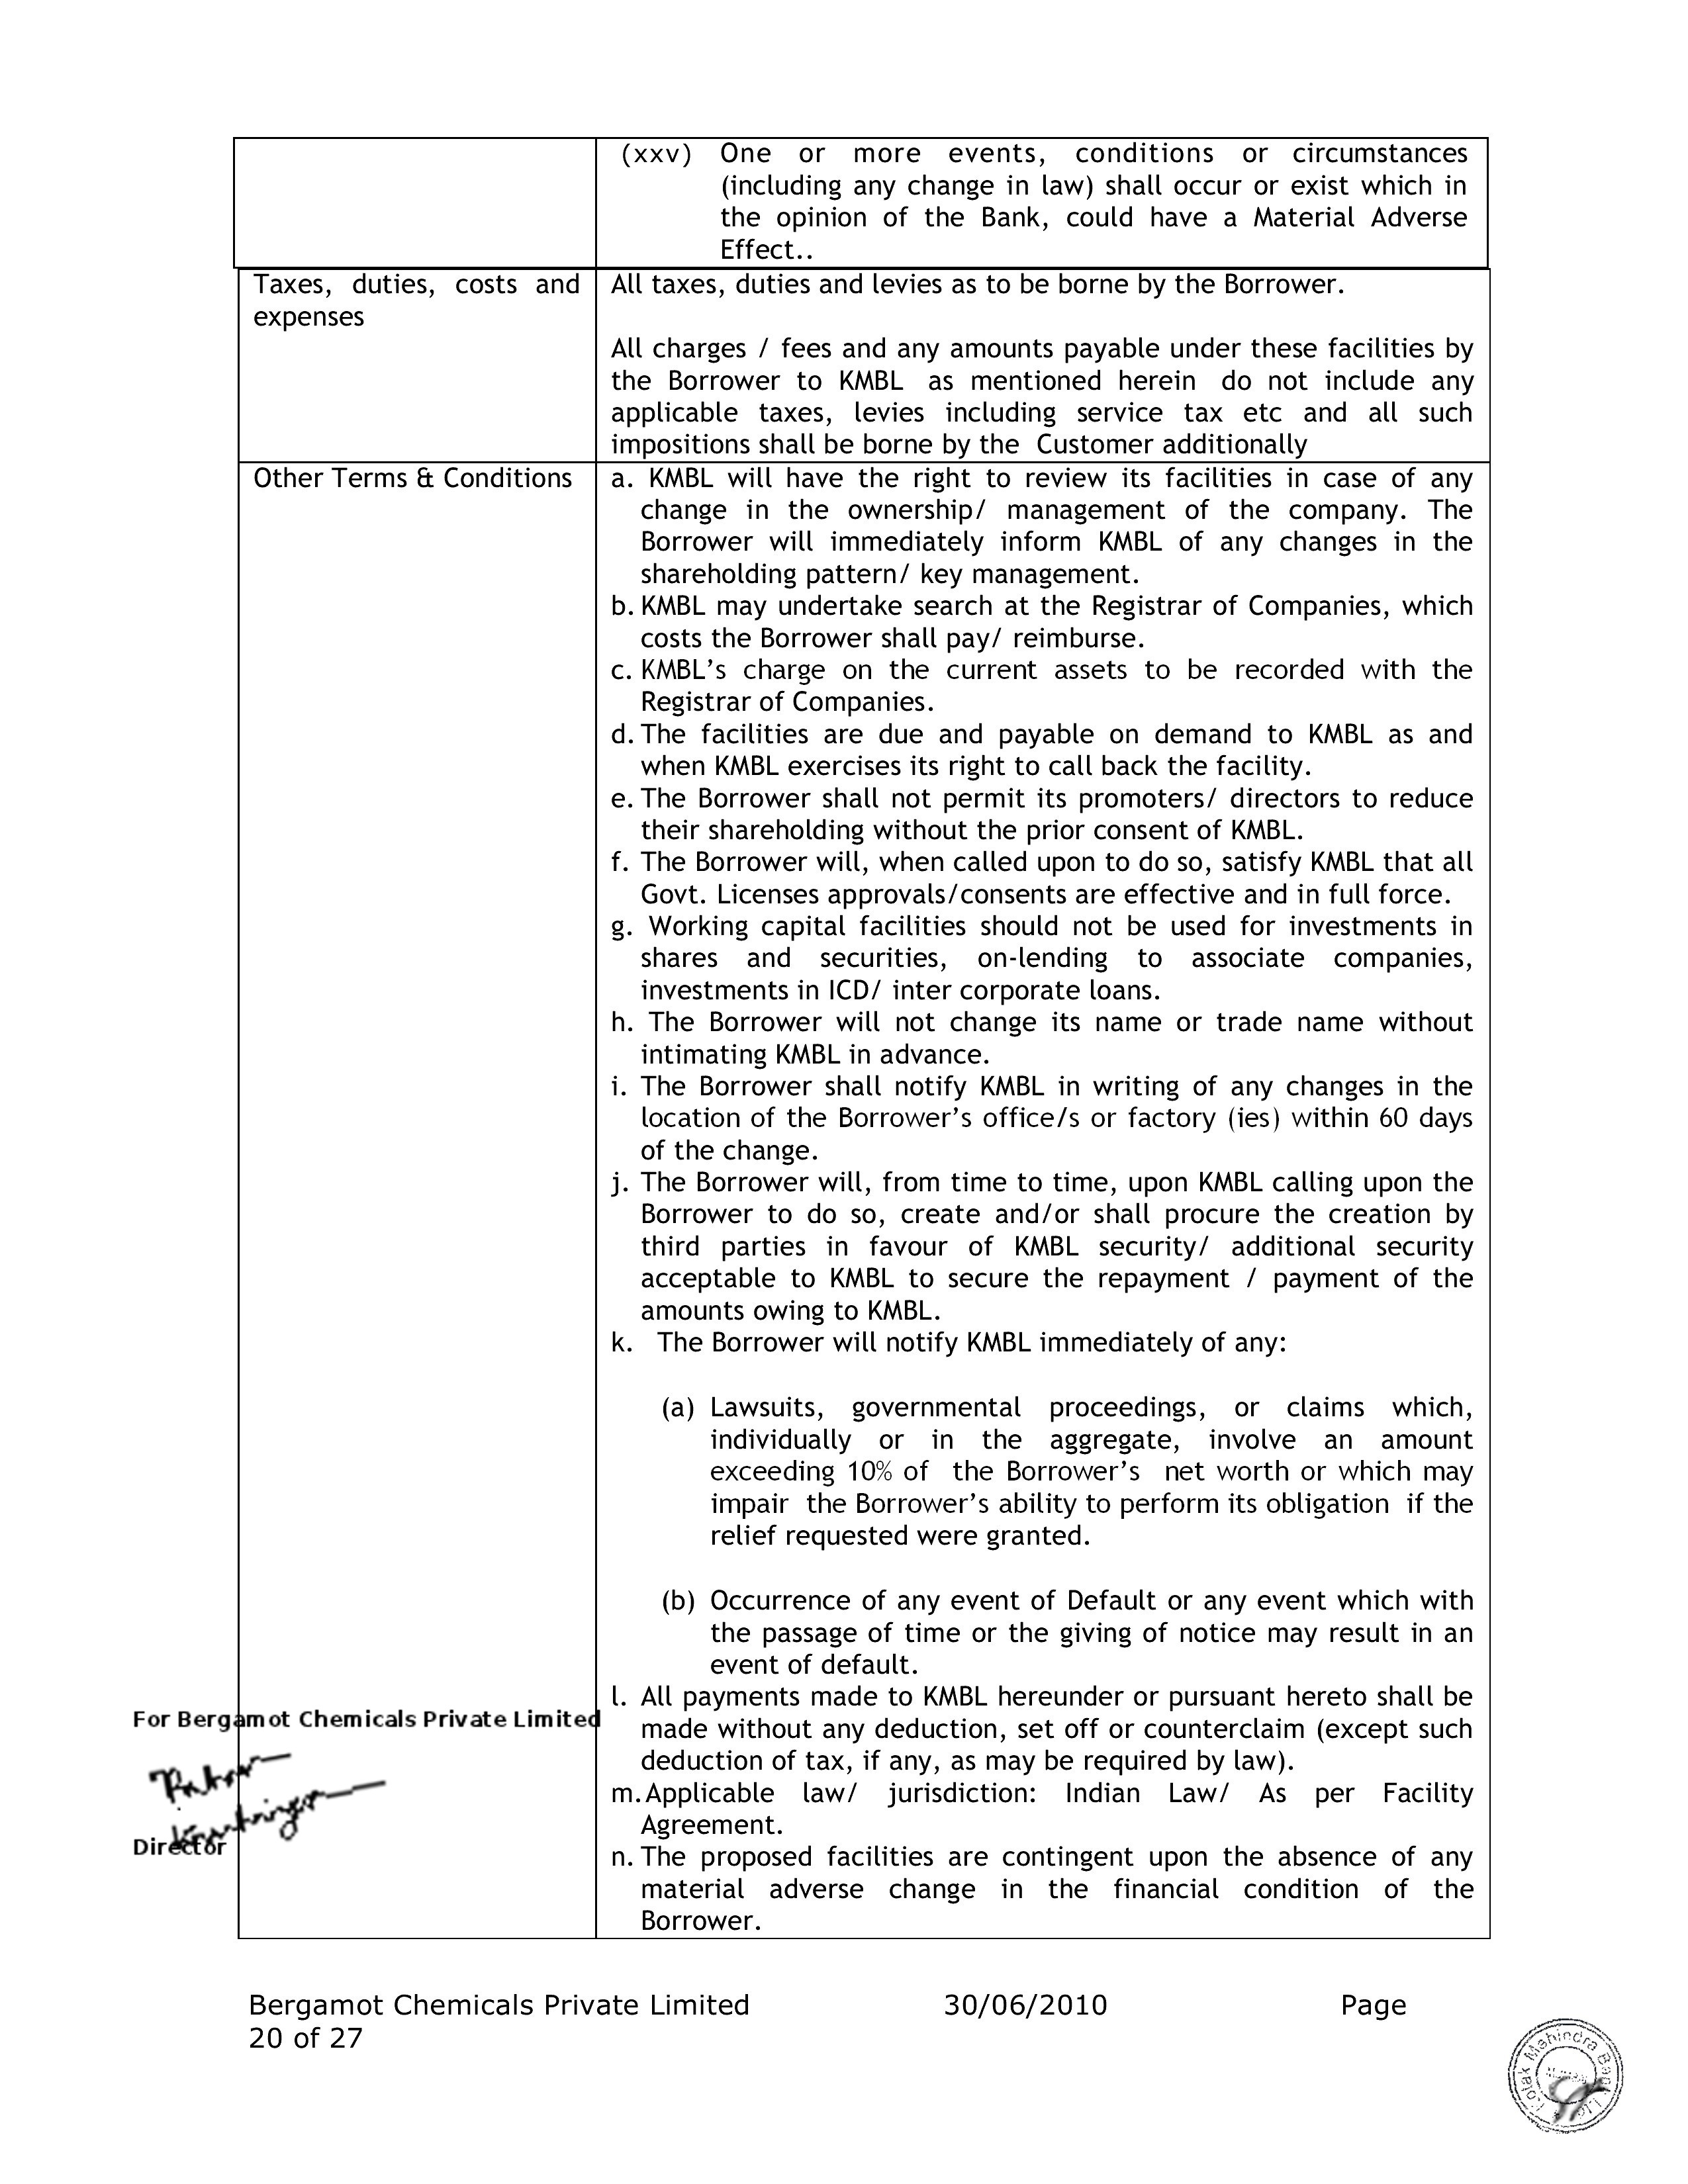 (xxv) One or more events, conditions or circumstances
(including any change in law) shall occur or exist which in
the opinion of the Bank, could have a Material Adverse
Effect..
Taxes, duties, costs and
expenses
All taxes, duties and levies as to be borne by the Borrower.
All charges / fees and any amounts payable under these facilities by
the Borrower to KMBL as mentioned herein do not include any
applicable taxes, levies including service tax etc and all such
impositions shall be borne by the Customer additionally
Other Terms & Conditions
a. KMBL will have the right to review its facilities in case of any
change in the ownership/ management of the company. The
Borrower will immediately inform KMBL of any changes in the
shareholding pattern/ key management.
b. KMBL may undertake search at the Registrar of Companies, which
costs the Borrower shall pay/ reimburse.
c. KMBL’s charge on the current assets to be recorded with the
Registrar of Companies.
d. The facilities are due and payable on demand to KMBL as and
when KMBL exercises its right to call back the facility.
e. The Borrower shall not permit its promoters/ directors to reduce
their shareholding without the prior consent of KMBL.
f. The Borrower will, when called upon to do so, satisfy KMBL that all
Govt. Licenses approvals/consents are effective and in full force.
g. Working capital facilities should not be used for investments in
shares and securities, on-lending to associate companies,
investments in ICD/ inter corporate loans.
h. The Borrower will not change its name or trade name without
intimating KMBL in advance.
i. The Borrower shall notify KMBL in writing of any changes in the
location of the Borrower’s office/s or factory (ies) within 60 days
of the change.
j. The Borrower will, from time to time, upon KMBL calling upon the
Borrower to do so, create and/or shall procure the creation by
third parties in favour of KMBL security/ additional security
acceptable to KMBL to secure the repayment / payment of the
amounts owing to KMBL.
k. The Borrower will notify KMBL immediately of any:
(a) Lawsuits, governmental proceedings, or claims which,
individually or in the aggregate, involve an amount
exceeding 10% of the Borrower’s net worth or which may
impair the Borrower’s ability to perform its obligation if the
relief requested were granted.
(b) Occurrence of any event of Default or any event which with
the passage of time or the giving of notice may result in an
event of default.
l. All payments made to KMBL hereunder or pursuant hereto shall be
made without any deduction, set off or counterclaim (except such
deduction of tax, if any, as may be required by law).
m. Applicable law/ jurisdiction: Indian Law/ As per Facility
Agreement.
n. The proposed facilities are contingent upon the absence of any
material adverse change in the financial condition of the
Borrower.
For Bergamot Chemicals Private Limited
Director
Bergamot Chemicals Private Limited 30/06/2010 Page
20 of 27
Kotak Mahindra Bank Ltd